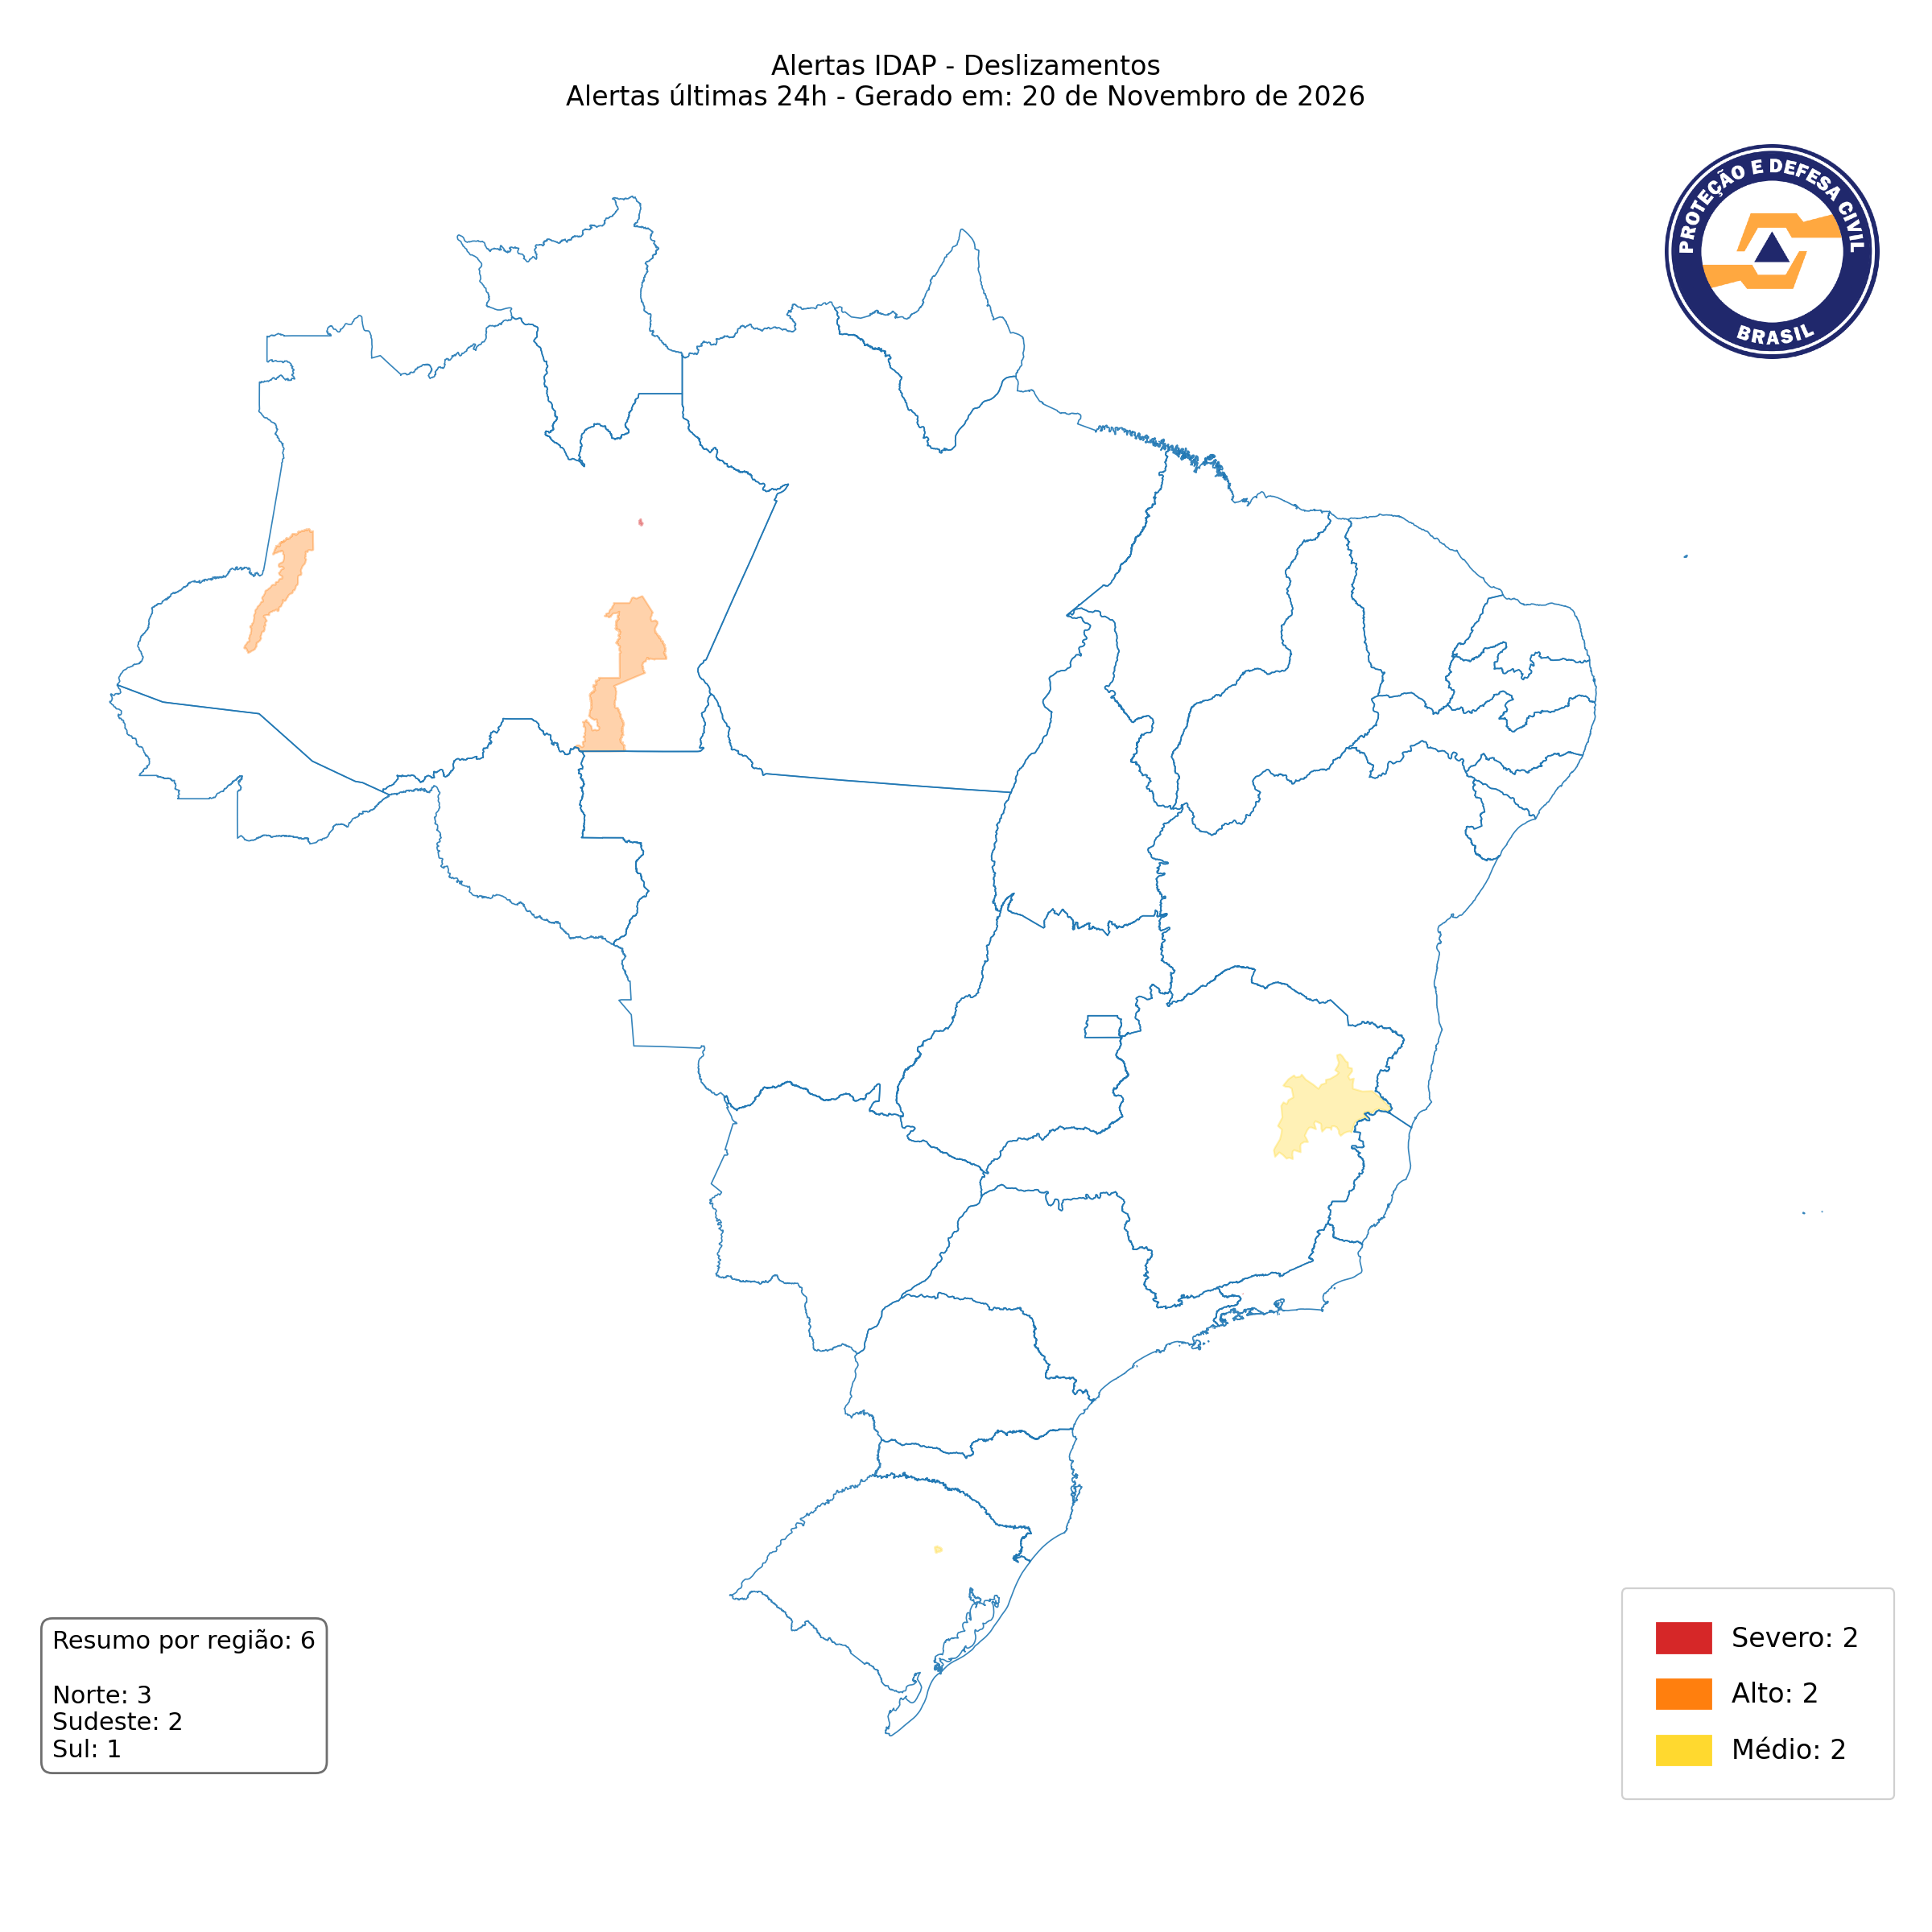 Alertas IDAP - Deslizamentos
Alertas últimas 24h - Gerado em: 20 de Novembro de 2026
PROTEÇÃO E DEFESA CIVIL
BRASIL
Resumo por região: 6
Norte: 3
Sudeste: 2
Sul: 1
Severo: 2
Alto: 2
Médio: 2